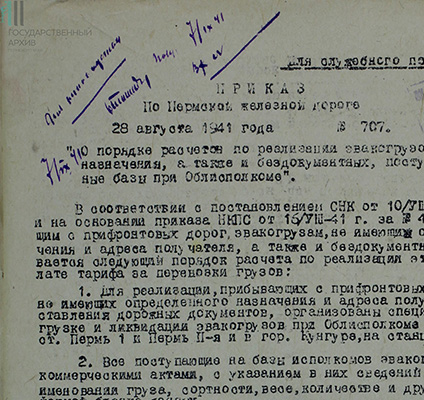 ГОСУДАРСТВЕННЫЙ
АРХИВ
7/IX 41
Для служебного по
ПРИКАЗ
По Пермской железной дороге
28 августа 1941 года № 707.
7/IX 41
"О порядке расчетов по реализации эвакогрузо
назначения, а также и бездокументных, посту
ные базы при Облисполкоме".
В соответствии с постановлением СНК от 10/УШ
и на основании приказа НКПС от 15/УШ-41 г. за № 4
щим с прифронтовых дорог, эвакогрузам, не имеющим о
чения и адреса получателя, а также и бездокументн
вается следующий порядок расчета по реализации эт
лате тарифа за перевозки грузов:
1. Для реализации, прибывающих с прифронтовых
не имеющих определенного назначения и адреса полу
ставления дорожных документов, организованы специ
грузке и ликвидации эвакогрузов при Облисполкоме
ст. Пермь 1 и Пермь П-я и в гор. Кунгуре, на стан
2. Все поступающие на базы исполкомов эваког
коммерческими актами, с указанием в них сведений
именовании груза, сортности, весе, количестве и дру